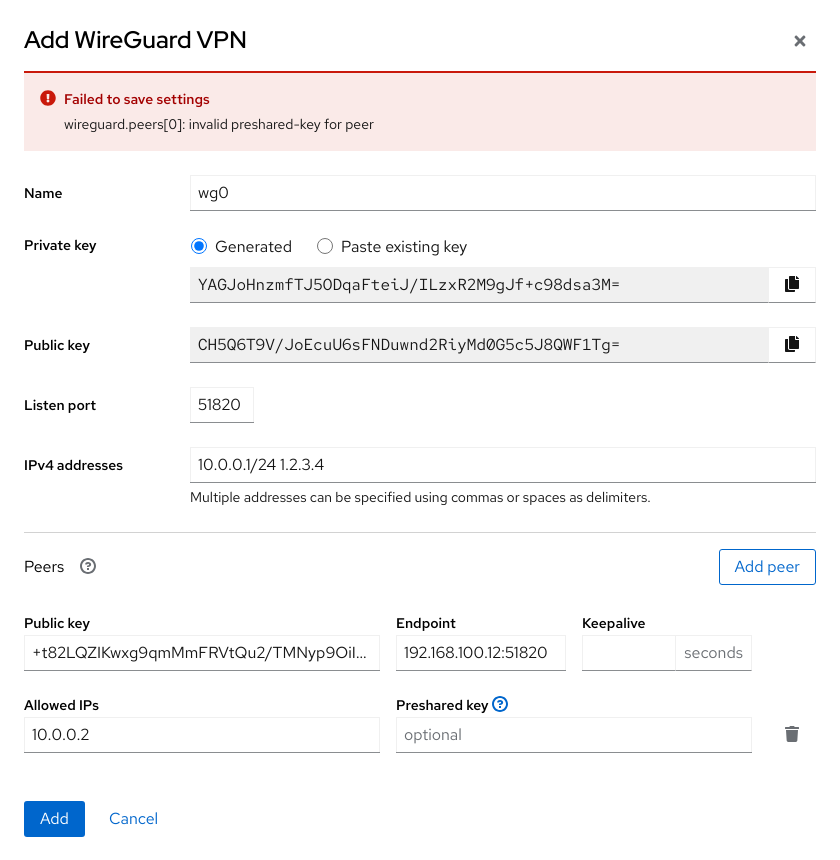 Add WireGuard VPN
Failed to save settings
wireguard.peers[0]: invalid preshared-key for peer
Name
wg0
Private key
Generated
Paste existing key
YAGJoHnzmfTJ5ODqaFteiJ/ILzxR2M9gJf+c98dsa3M=
Public key
CH5Q6T9V/JoEcuU6sFNDuwnd2RiyMd0G5c5J8QWF1Tg=
Listen port
51820
IPv4 addresses
10.0.0.1/24 1.2.3.4
Multiple addresses can be specified using commas or spaces as delimiters.
Peers
Add peer
Public key
Endpoint
Keepalive
+t82LQZIKwxg9qmMmFRVtQu2/TMNyp9OiI...
192.168.100.12:51820
seconds
Allowed IPs
Preshared key
10.0.0.2
optional
Add
Cancel